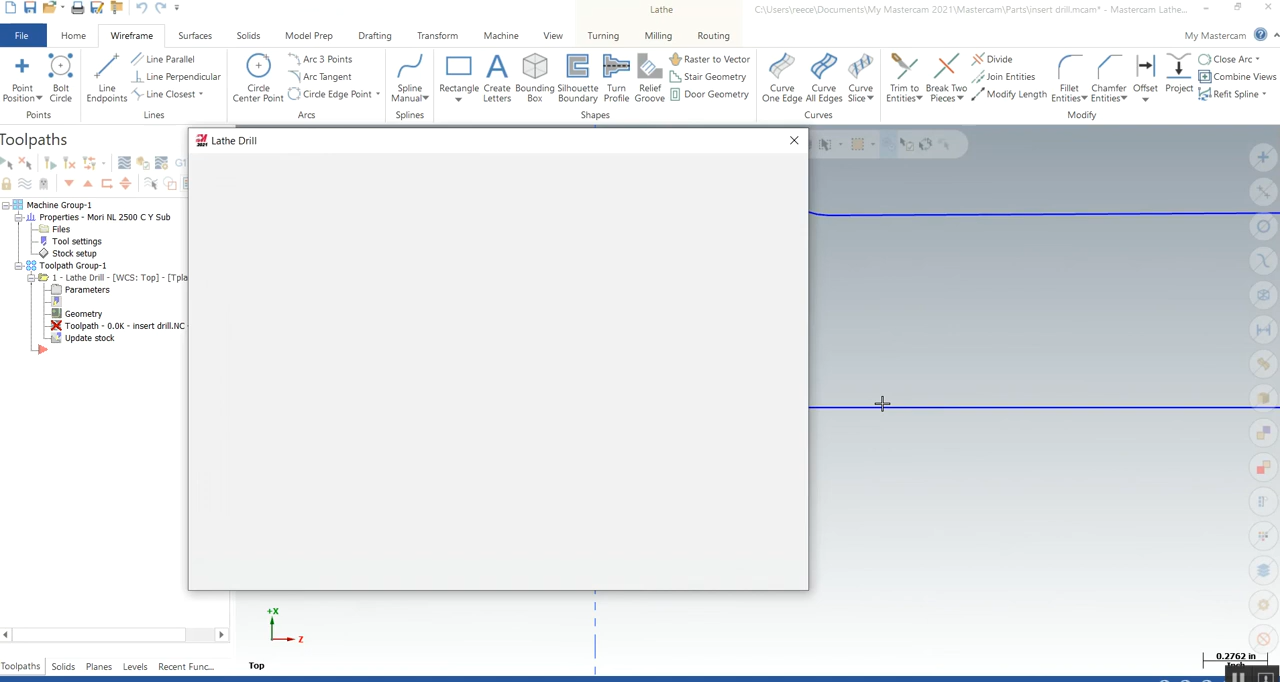 Lathe
C:\Users\reece\Documents\My Mastercam 2021\Mastercam\Parts\insert drill.mcam* - Mastercam Lathe...
File Home Wireframe Surfaces Solids Model Prep Drafting Transform Machine View Turning Milling Routing My Mastercam
Point Position
Bolt Circle
Points
Line Endpoints
Line Parallel
Line Perpendicular
Line Closest
Lines
Circle Center Point
Arc 3 Points
Arc Tangent
Circle Edge Point
Arcs
Spline Manual
Splines
Rectangle
Create Letters
Bounding Box
Silhouette Boundary
Turn Profile
Relief Groove
Raster to Vector
Stair Geometry
Door Geometry
Shapes
Curve One Edge
Curve All Edges
Curve Slice
Curves
Trim to Entities
Break Two Pieces
Divide
Join Entities
Modify Length
Fillet Entities
Chamfer Entities
Offset
Project
Close Arc
Combine Views
Refit Spline
Modify
Toolpaths
G1
Machine Group-1
Properties - Mori NL 2500 C Y Sub
Files
Tool settings
Stock setup
Toolpath Group-1
1 - Lathe Drill - [WCS: Top] - [Tpla
Parameters
Geometry
Toolpath - 0.0K - insert drill.NC
Update stock
2021 Lathe Drill
+X
Z
Top
0.2762 in
Inch
Toolpaths Solids Planes Levels Recent Func...